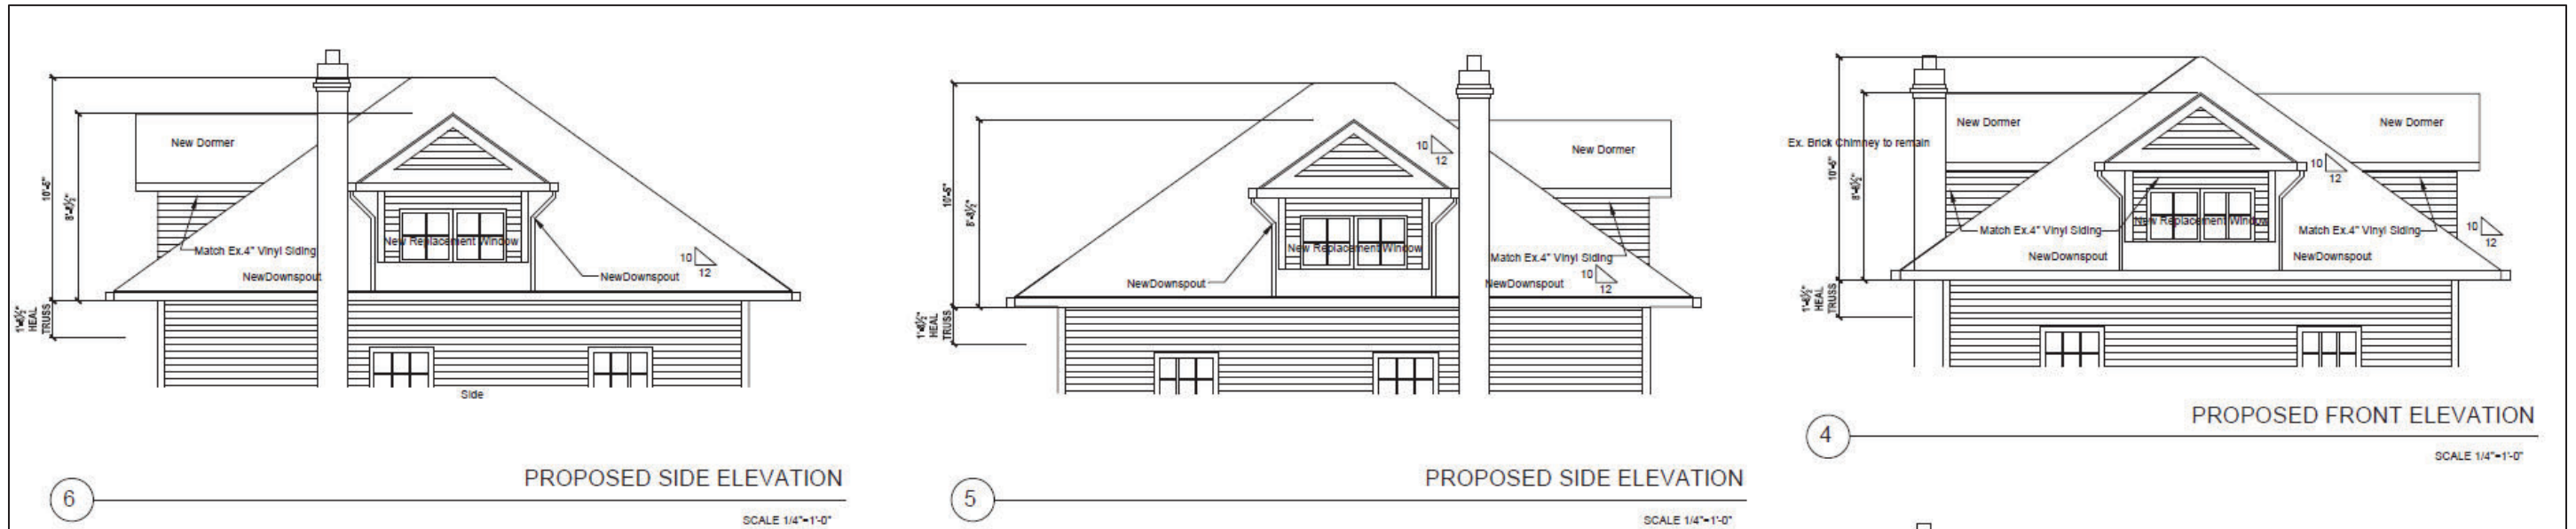 New Dormer
10'-5"
8'-8½"
Match Ex.4" Vinyl Siding
New Replacement Window
NewDownspout
NewDownspout
10
12
1'-8½"
HEAL
TRUSS
Side
6
PROPOSED SIDE ELEVATION
SCALE 1/4"=1'-0"
10
12
New Dormer
10'-5"
8'-8½"
New Replacement Window
Match Ex.4" Vinyl Siding
NewDownspout
NewDownspout
10
12
1'-8½"
HEAL
TRUSS
5
PROPOSED SIDE ELEVATION
SCALE 1/4"=1'-0"
New Dormer
New Dormer
Ex. Brick Chimney to remain
10'-5"
8'-8½"
10
12
New Replacement Window
Match Ex.4" Vinyl Siding
Match Ex.4" Vinyl Siding
10
12
NewDownspout
NewDownspout
1'-8½"
HEAL
TRUSS
4
PROPOSED FRONT ELEVATION
SCALE 1/4"=1'-0"